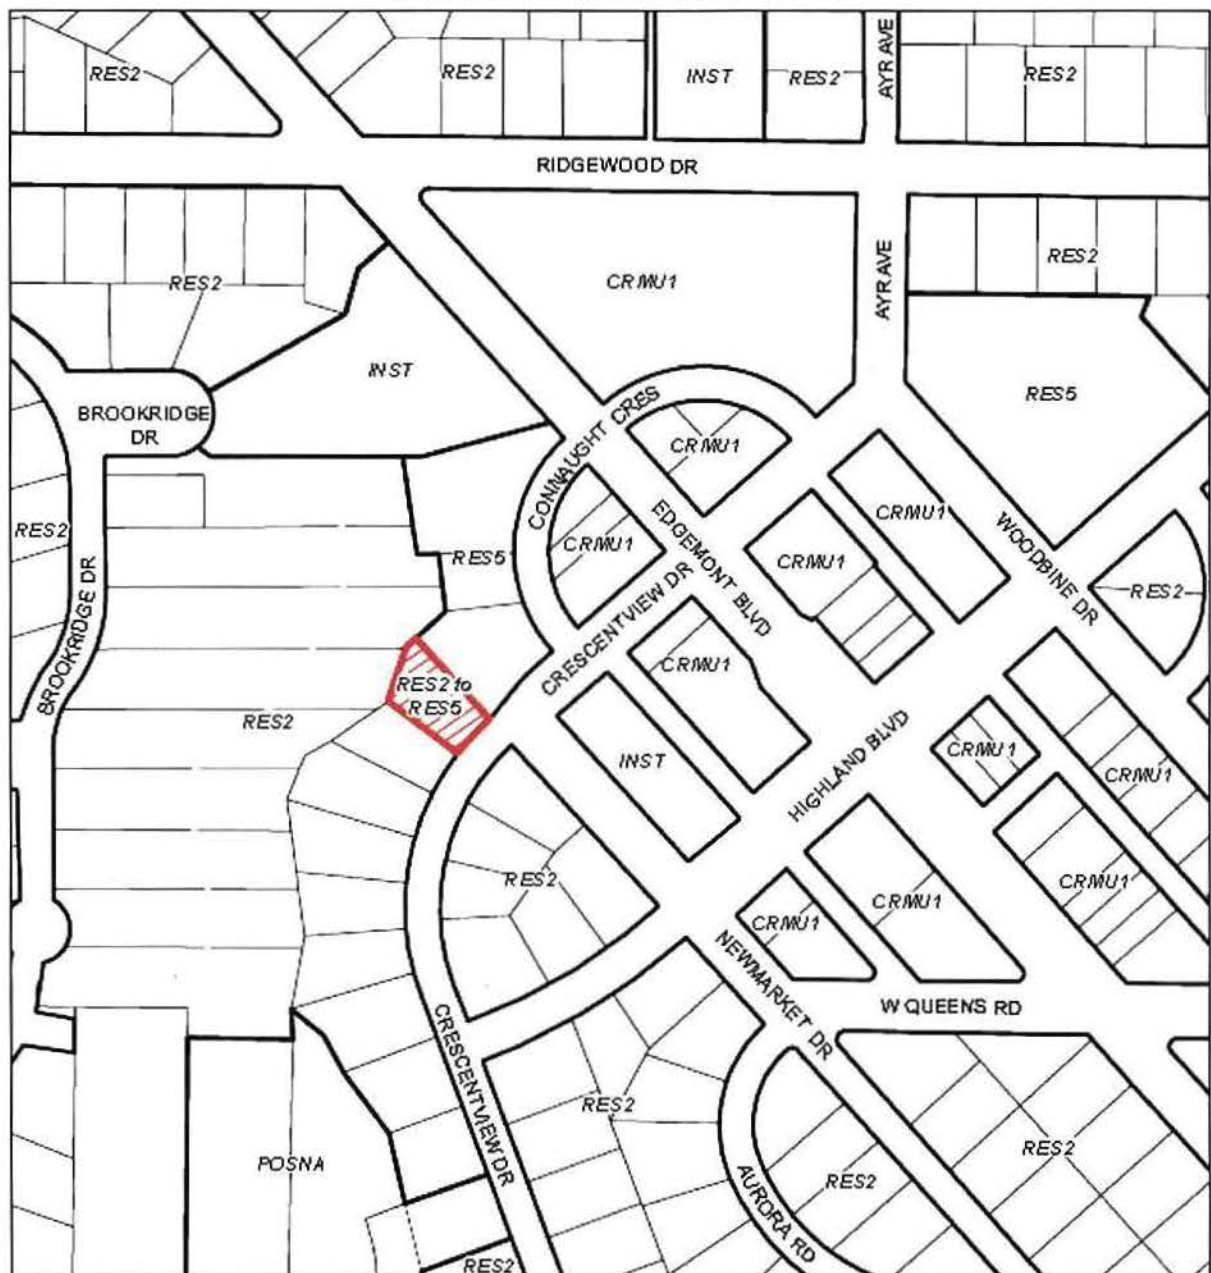 RES2
RES2
INST
RES2
AYR AVE
RES2
RIDGEWOOD DR
RES2
CRMU1
AYR AVE
RES2
INST
RES5
BROOKRIDGE
DR
CONNAUGHT CRES
CRMU1
CRMU1
RES2
RES5
CRMU1
EDGEMONT BLVD
CRMU1
WOODBINE DR
RES2
BROOKRIDGE DR
CRESCENTVIEW DR
CRMU1
RES2 to
RES5
RES2
INST
HIGHLAND BLVD
CRMU1
CRMU1
RES2
CRMU1
CRMU1
CRMU1
NEWMARKET DR
W QUEENS RD
CRESCENTVIEW DR
RES2
POSNA
RES2
RES2
AURORA RD
RES2